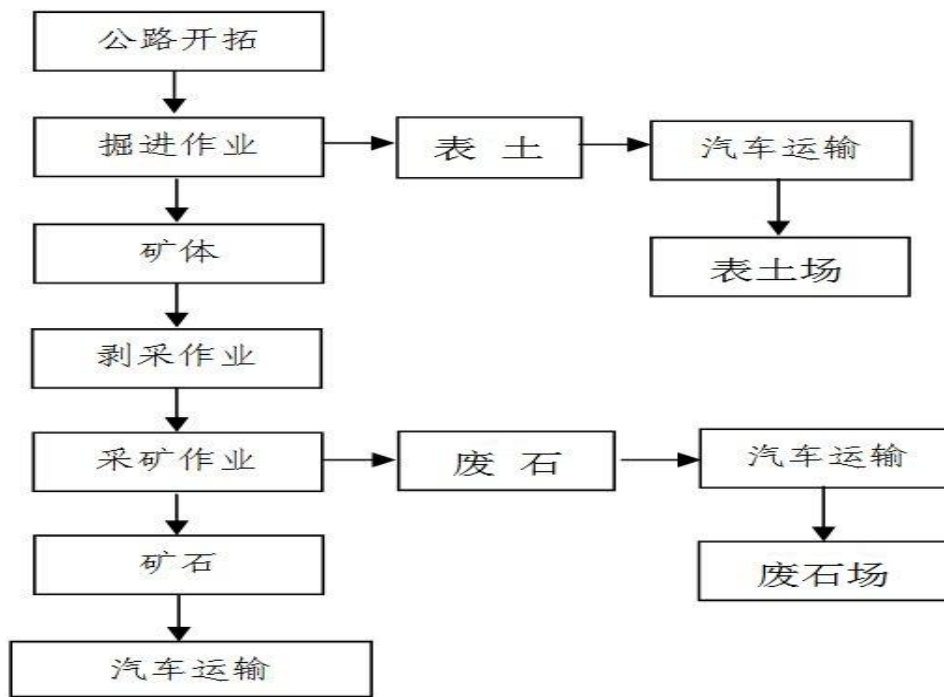 公路开拓
掘进作业
表 土
汽车运输
矿体
表土场
剥采作业
采矿作业
废 石
汽车运输
矿石
废石场
汽车运输